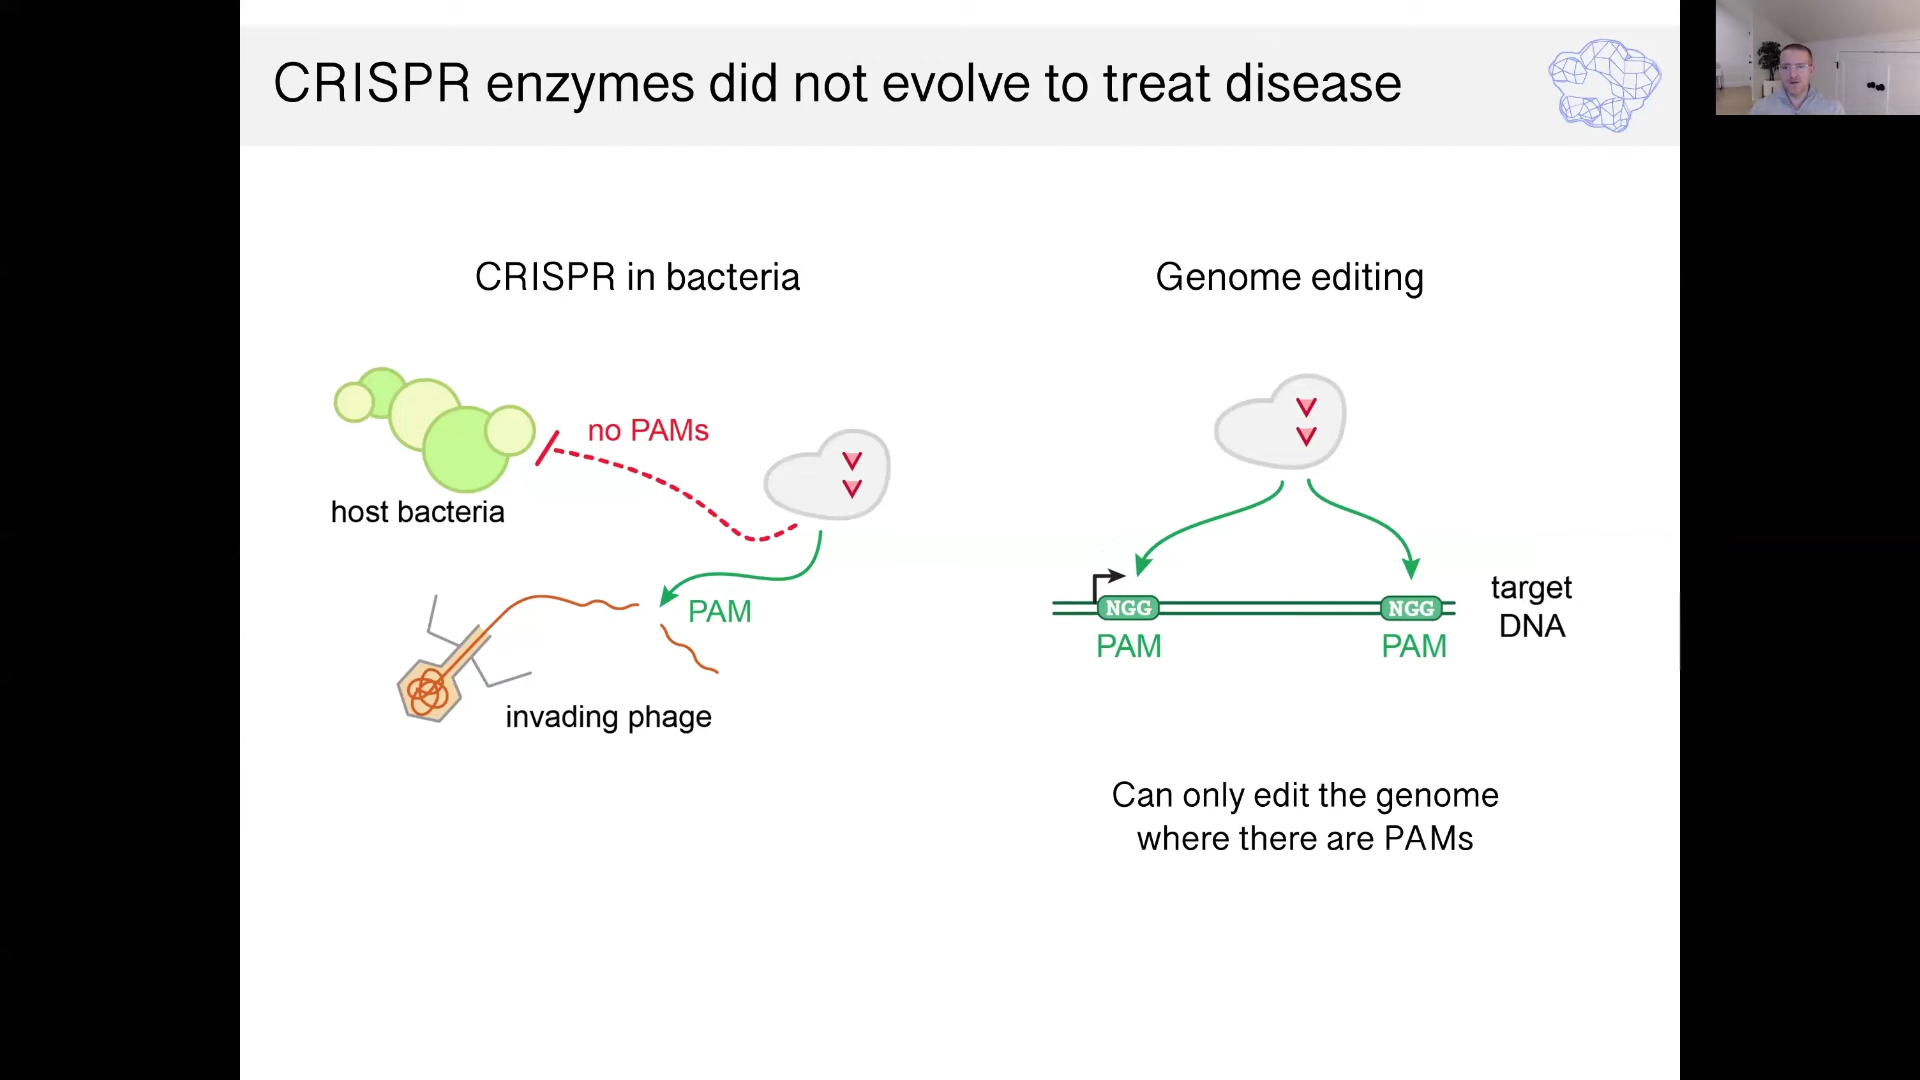 CRISPR enzymes did not evolve to treat disease
CRISPR in bacteria
no PAMs
host bacteria
PAM
invading phage
Genome editing
NGG
NGG
PAM
PAM
target
DNA
Can only edit the genome
where there are PAMs